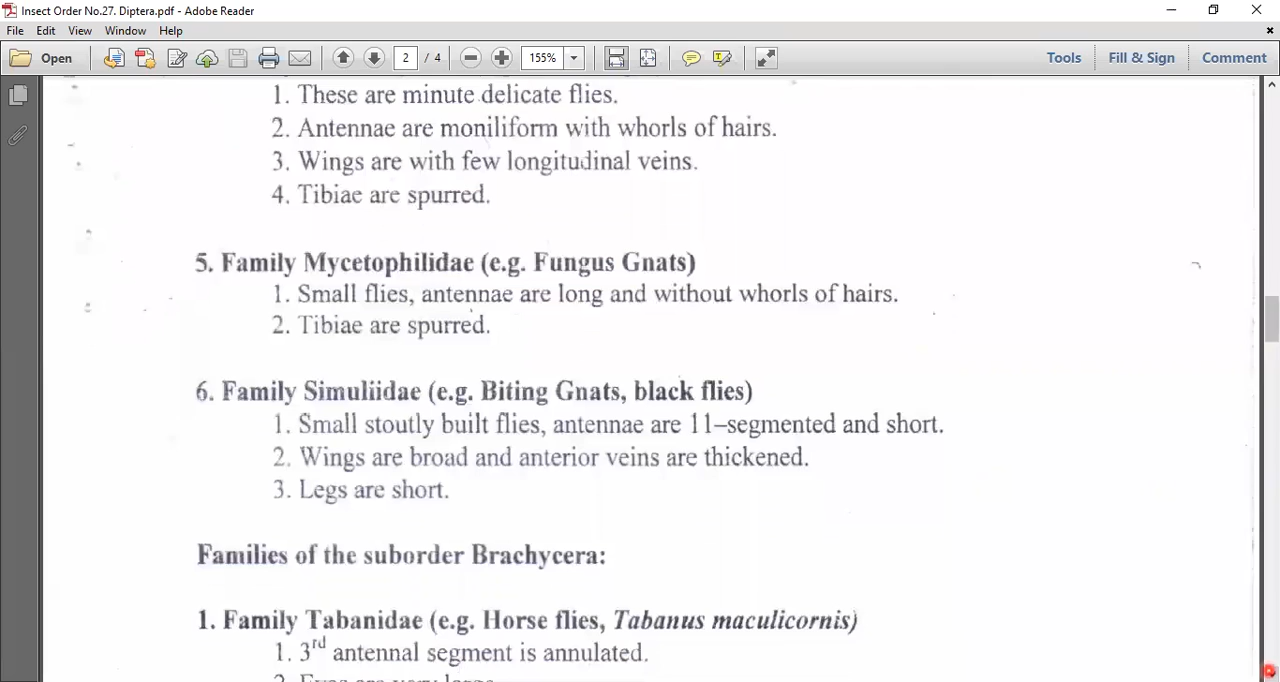 Insect Order No.27. Diptera.pdf - Adobe Reader
File Edit View Window Help
Open 2 / 4 155% Tools Fill & Sign Comment
1. These are minute delicate flies.
2. Antennae are moniliform with whorls of hairs.
3. Wings are with few longitudinal veins.
4. Tibiae are spurred.
5. Family Mycetophilidae (e.g. Fungus Gnats)
1. Small flies, antennae are long and without whorls of hairs.
2. Tibiae are spurred.
6. Family Simuliidae (e.g. Biting Gnats, black flies)
1. Small stoutly built flies, antennae are 11–segmented and short.
2. Wings are broad and anterior veins are thickened.
3. Legs are short.
Families of the suborder Brachycera:
1. Family Tabanidae (e.g. Horse flies, Tabanus maculicornis)
1. 3rd antennal segment is annulated.
2. Eyes are very large.